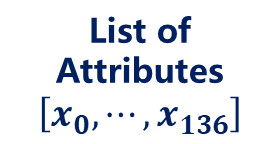 List of
Attributes
[x₀, ⋯, x₁₃₆]